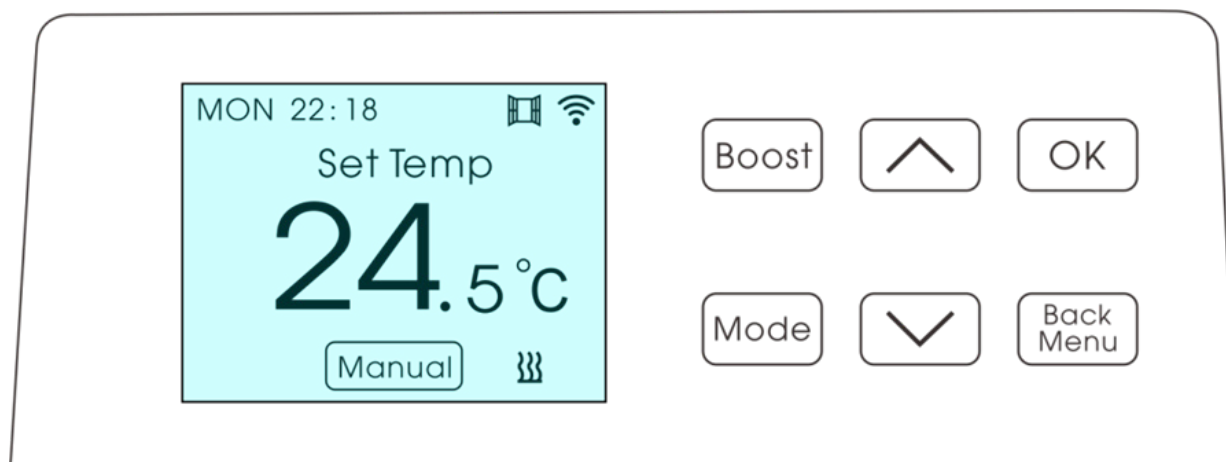 MON 22:18
Set Temp
24.5°C
Manual
Boost
OK
Mode
Back
Menu